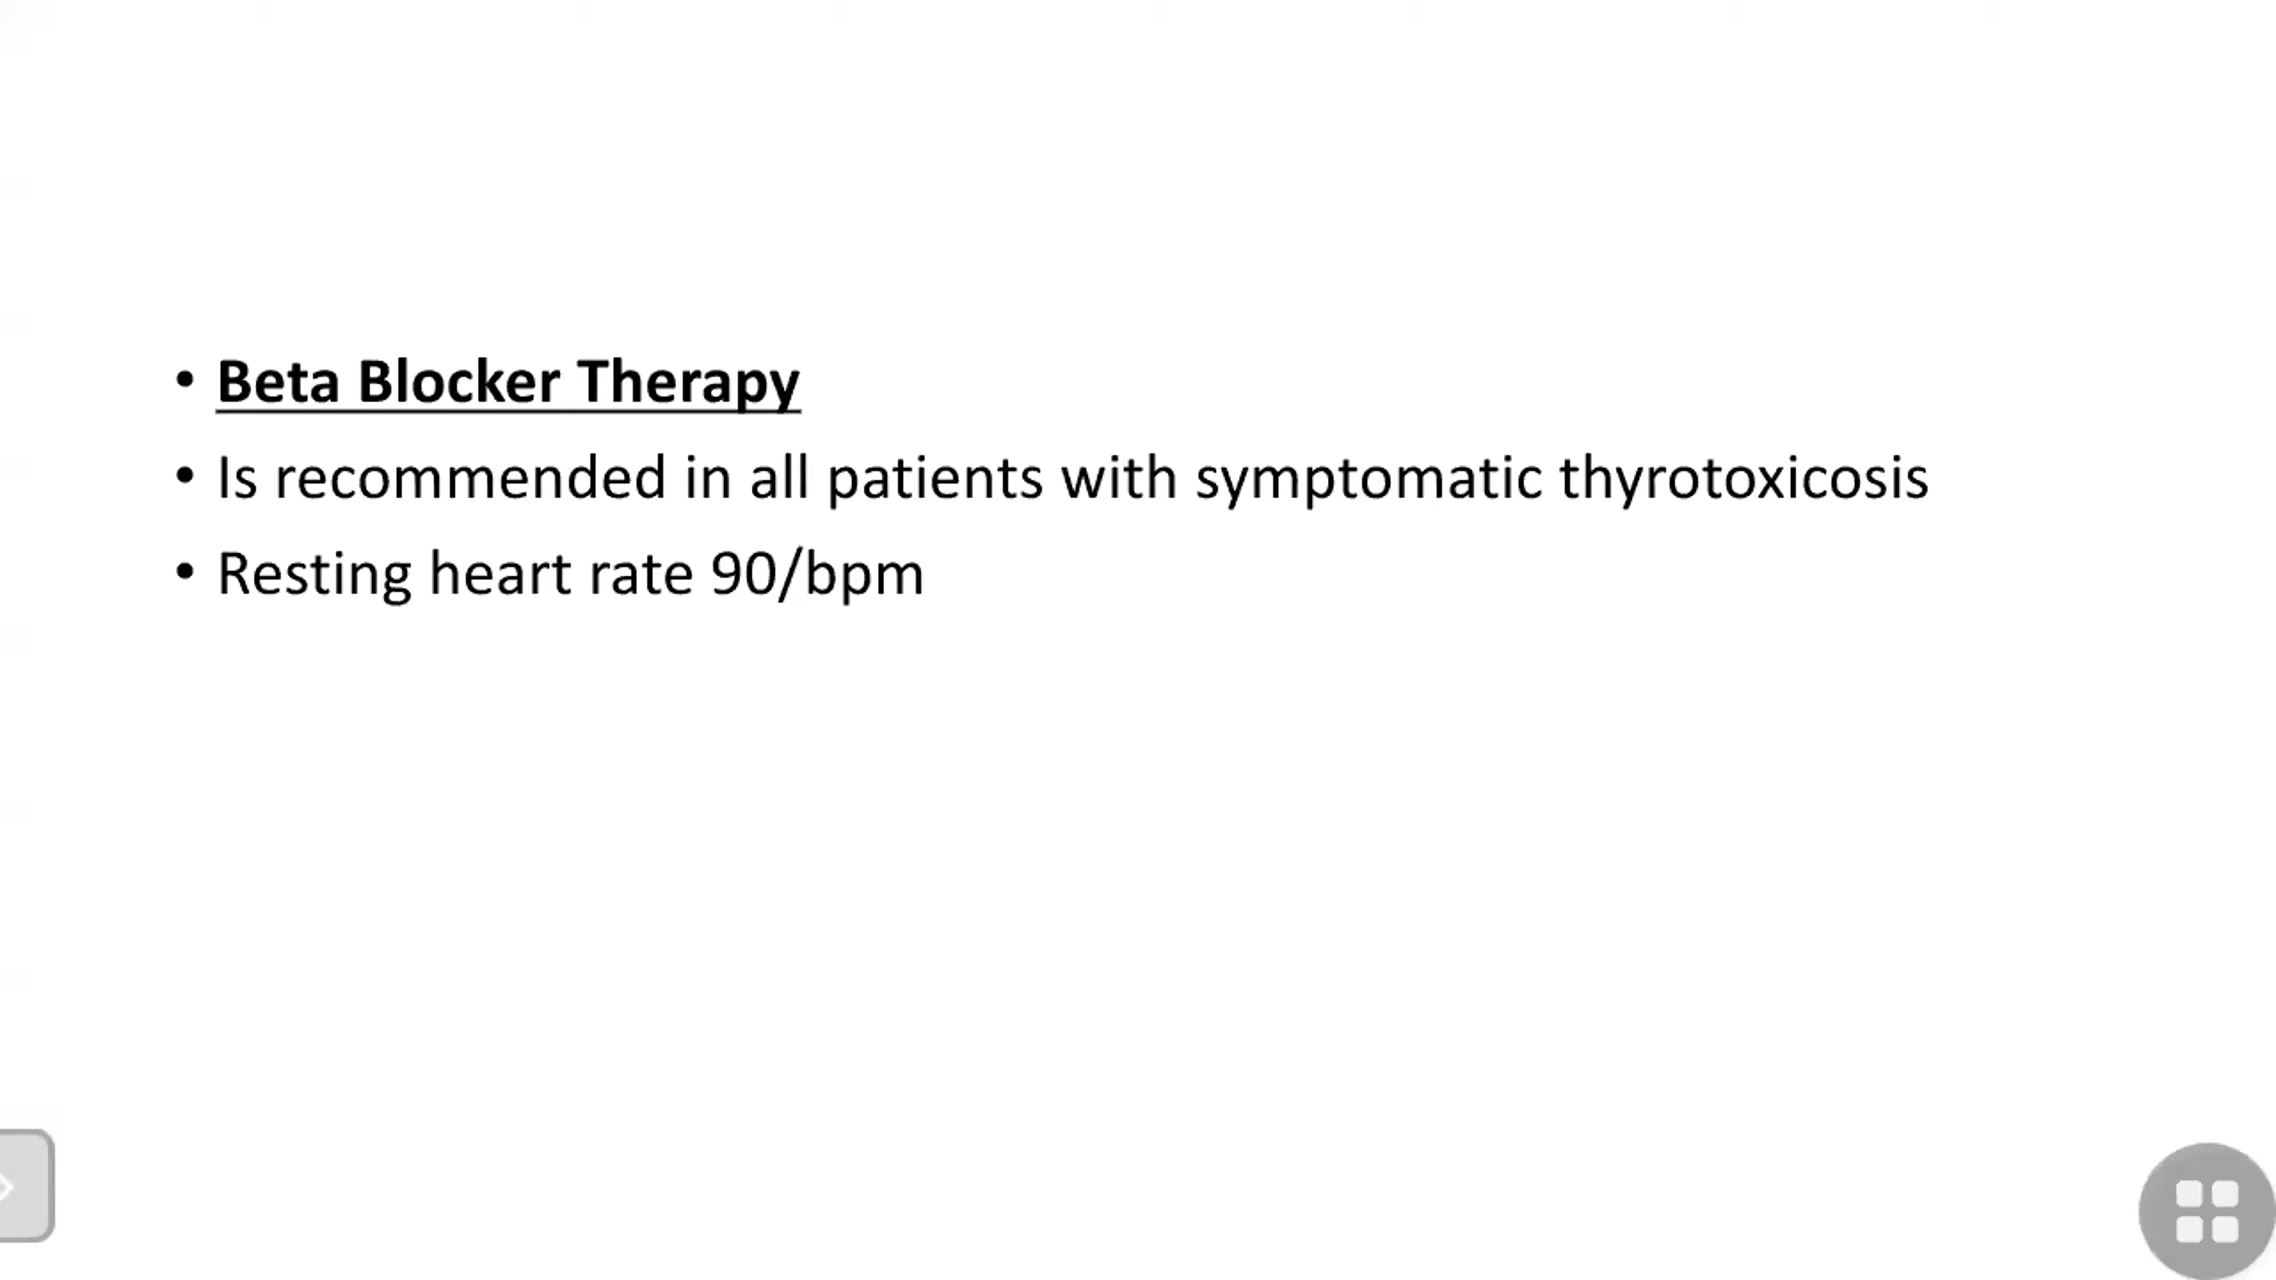 • Beta Blocker Therapy
• Is recommended in all patients with symptomatic thyrotoxicosis
• Resting heart rate 90/bpm